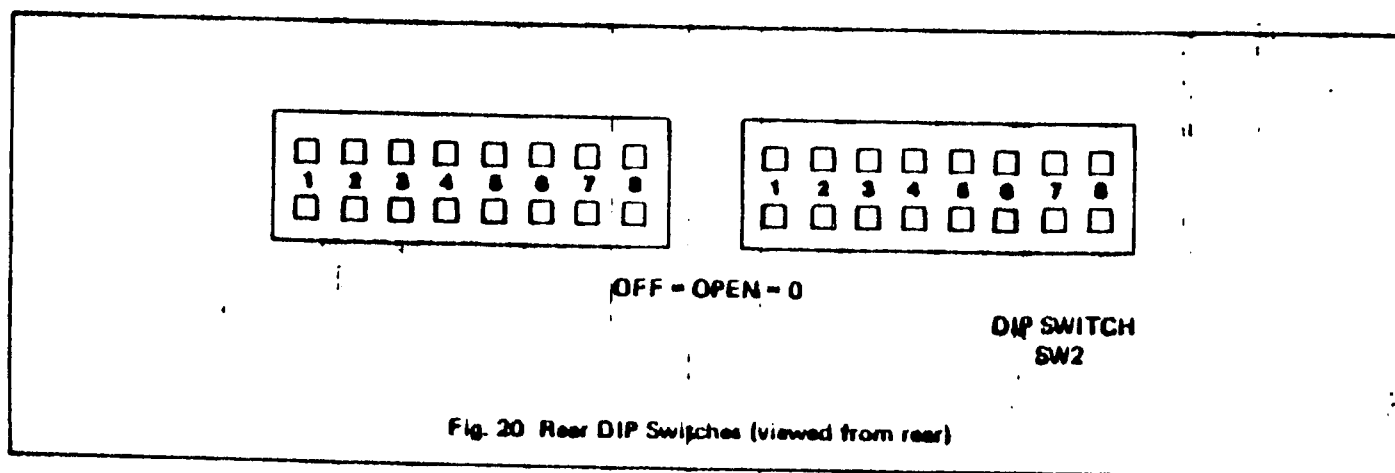 1 2 3 4 5 6 7 8
1 2 3 4 5 6 7 8
OFF = OPEN = 0
DIP SWITCH
SW2
Fig. 20 Rear DIP Switches (viewed from rear)